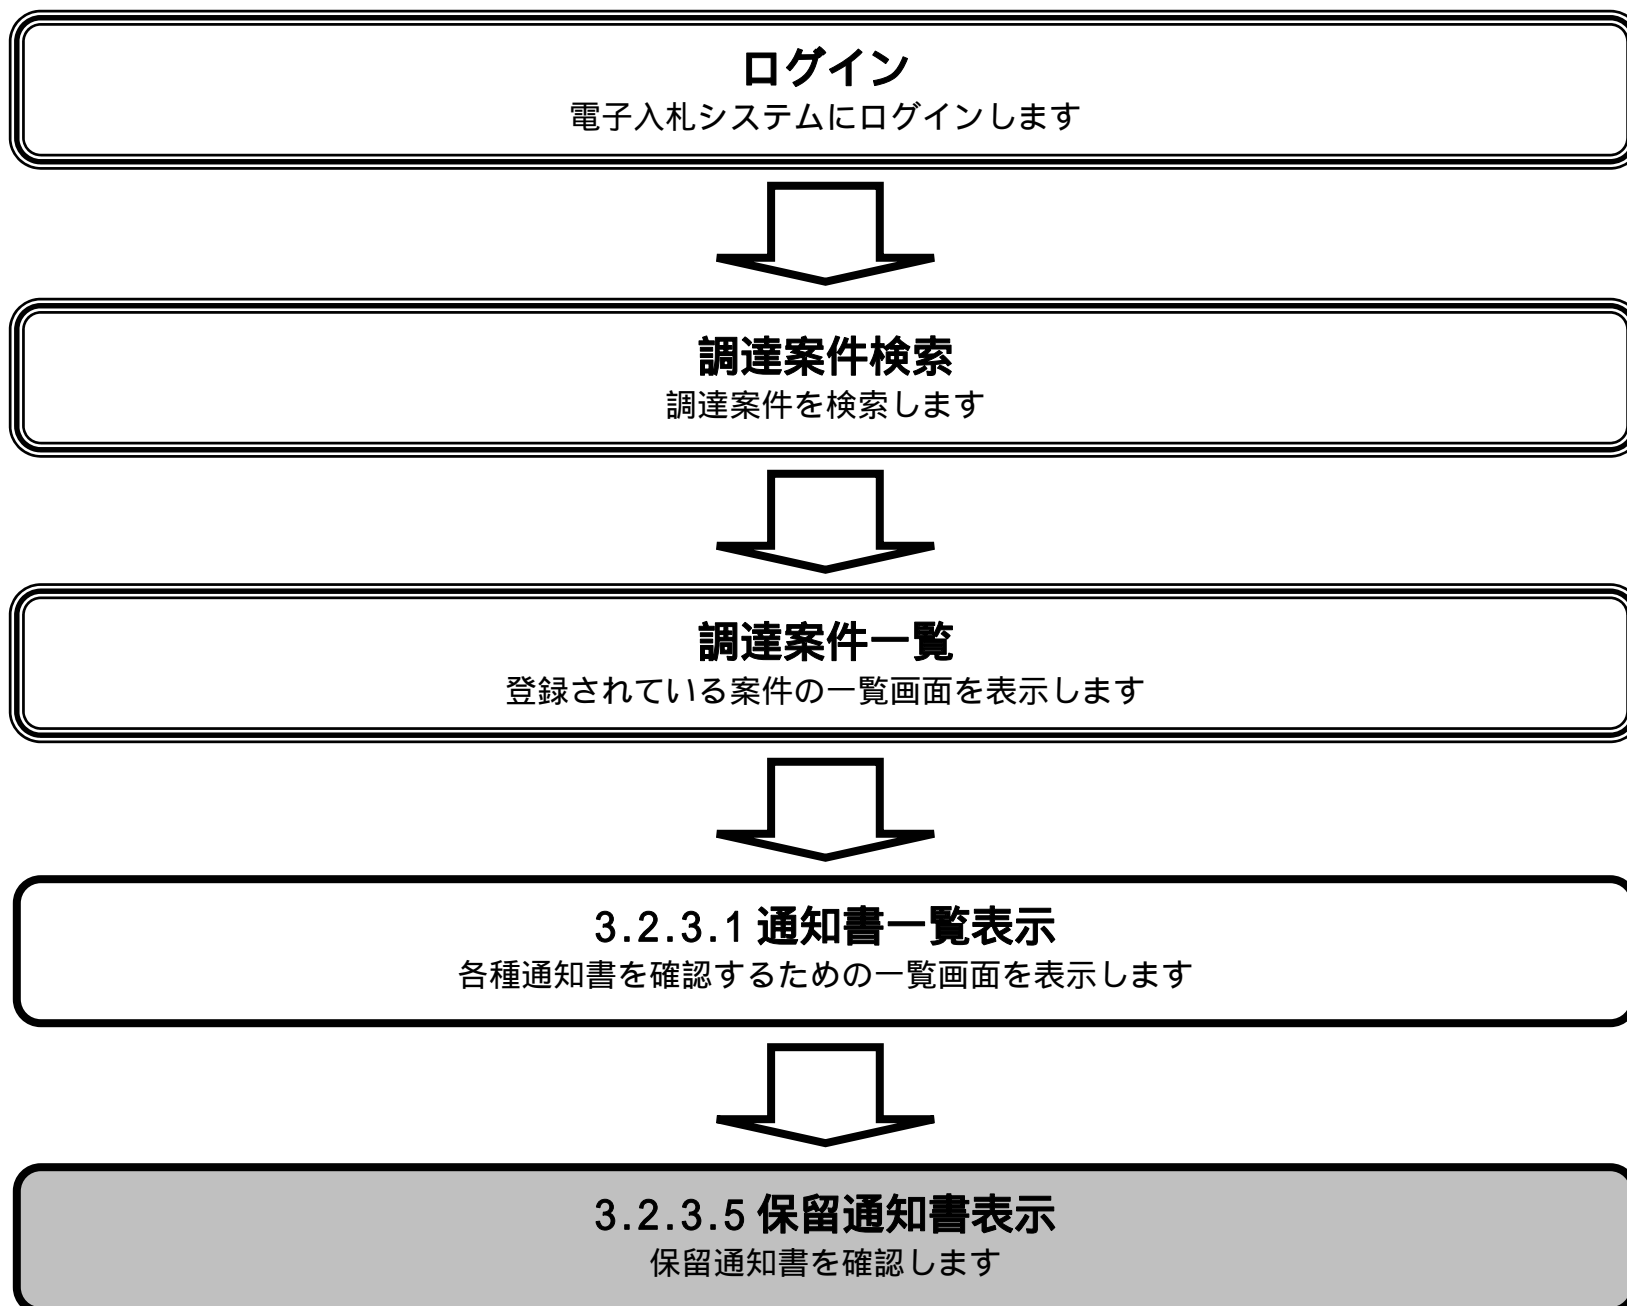 ログイン
電子入札システムにログインします
調達案件検索
調達案件を検索します
調達案件一覧
登録されている案件の一覧画面を表示します
3.2.3.1 通知書一覧表示
各種通知書を確認するための一覧画面を表示します
3.2.3.5 保留通知書表示
保留通知書を確認します